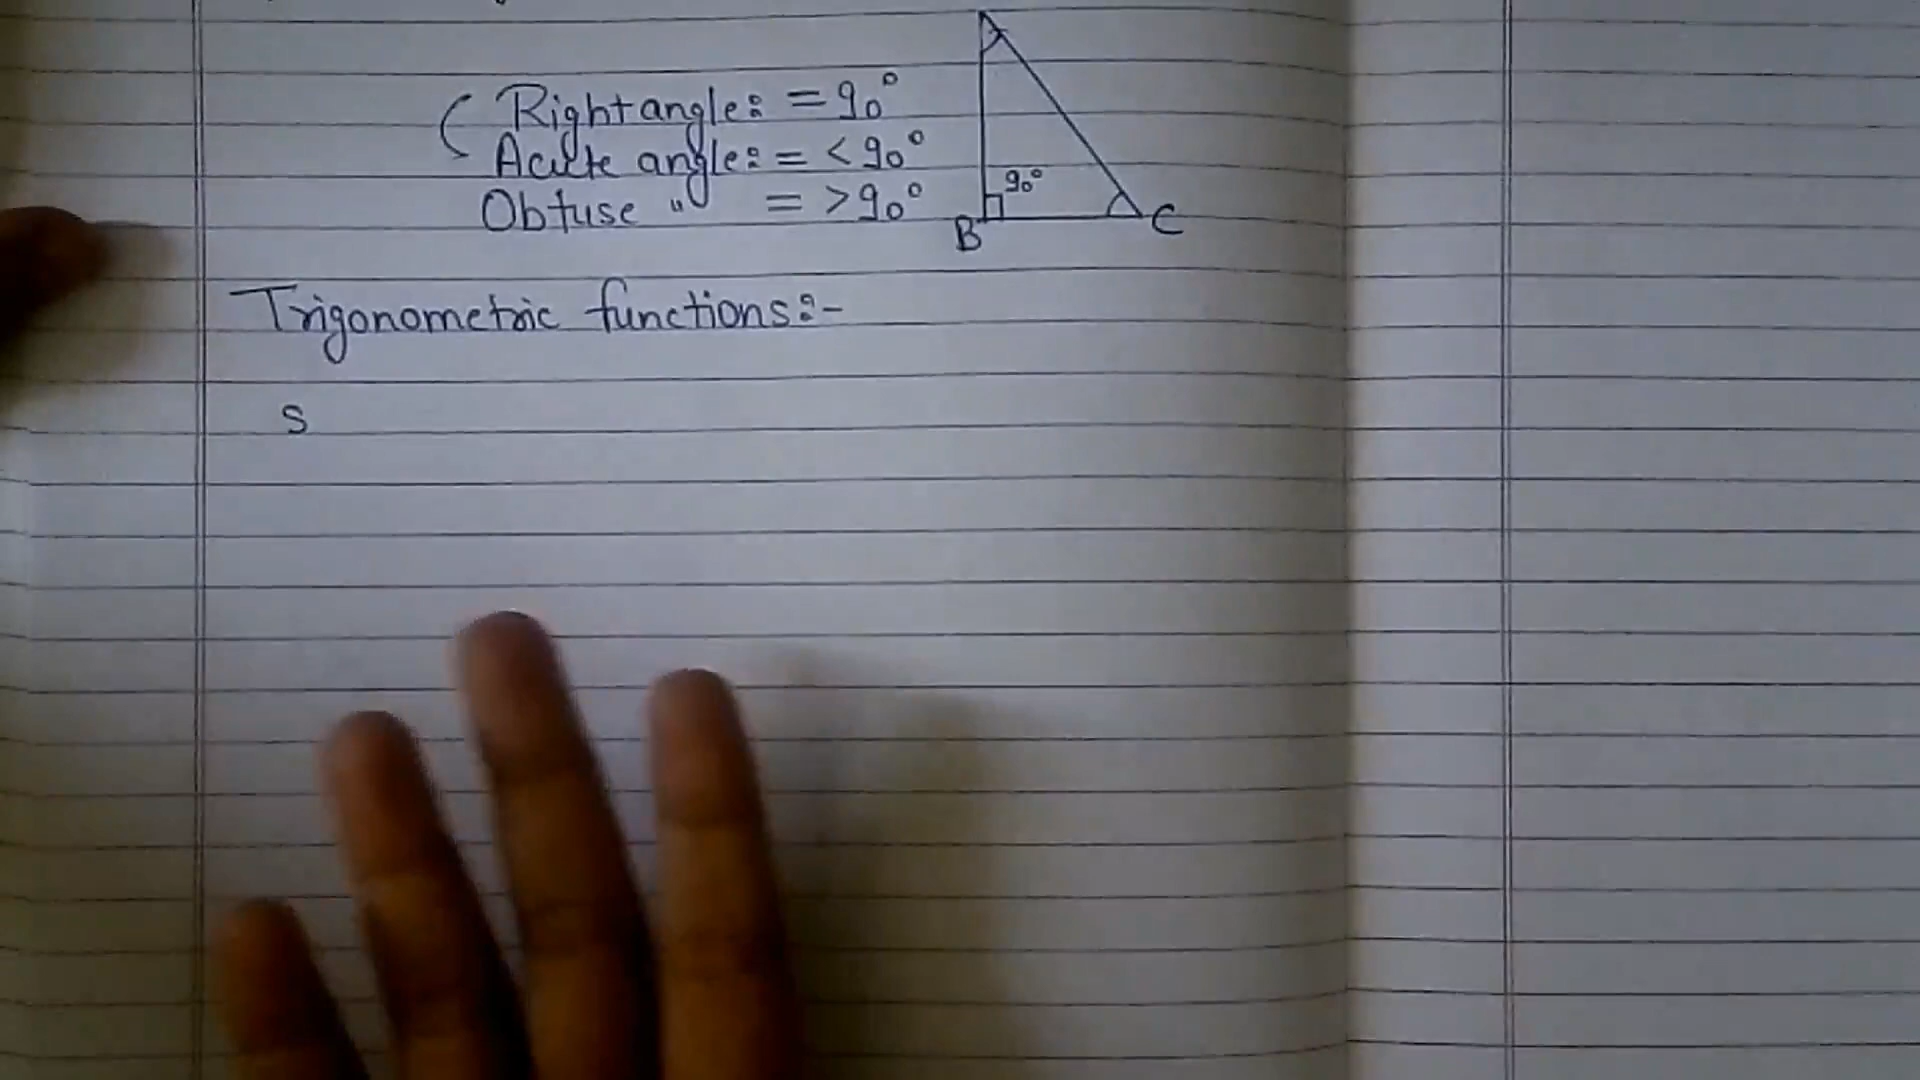 Right angle: = 90°
Acute angle: = < 90°
Obtuse " = > 90°
90°
B C
Trigonometric functions:-
S